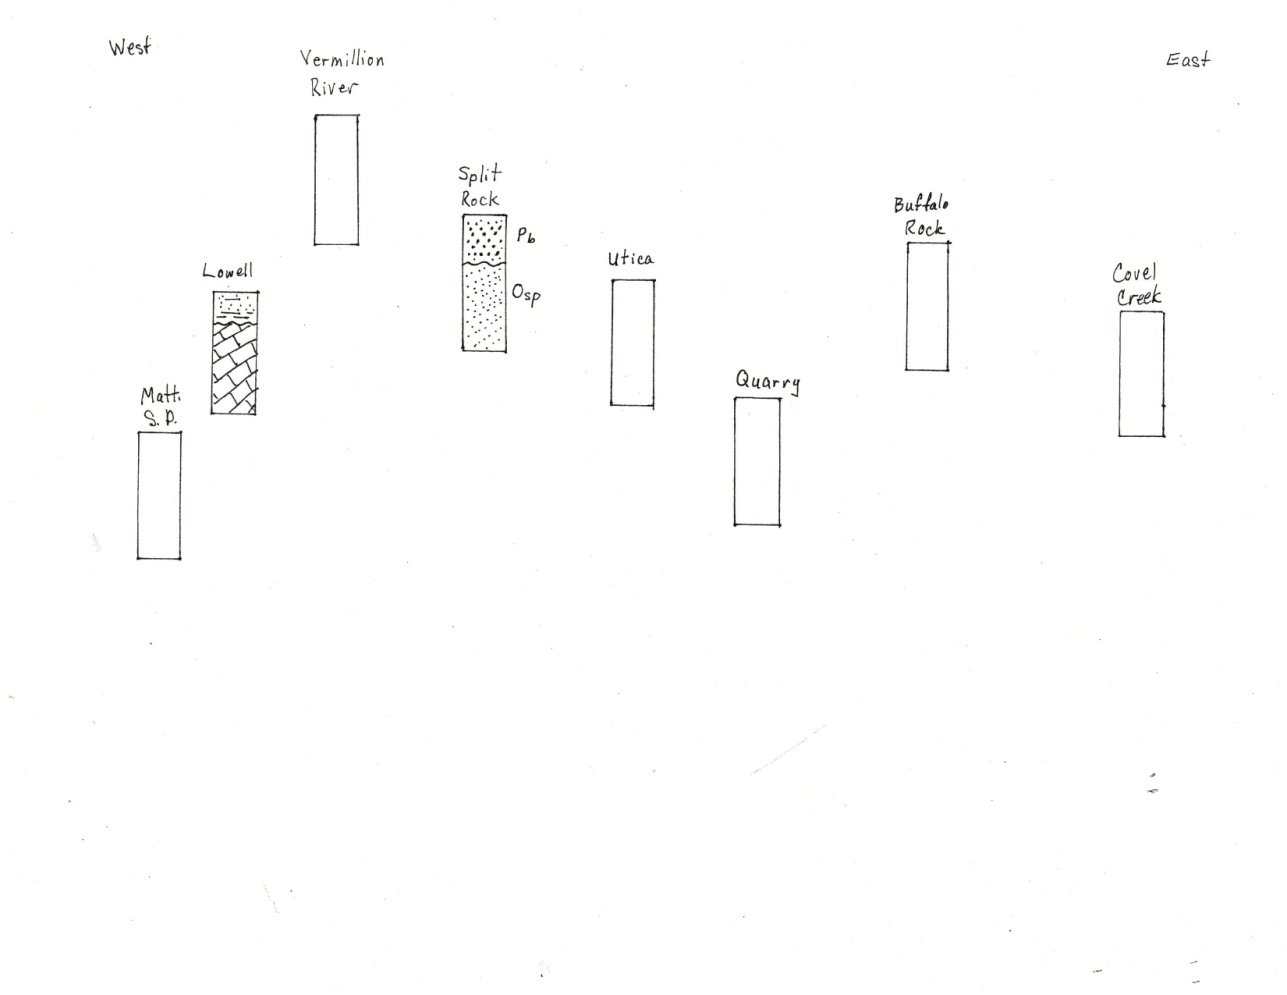 West
East
Vermillion
River
Split
Rock
Pb
Osp
Buffalo
Rock
Utica
Lowell
Covel
Creek
Quarry
Matt.
S. P.